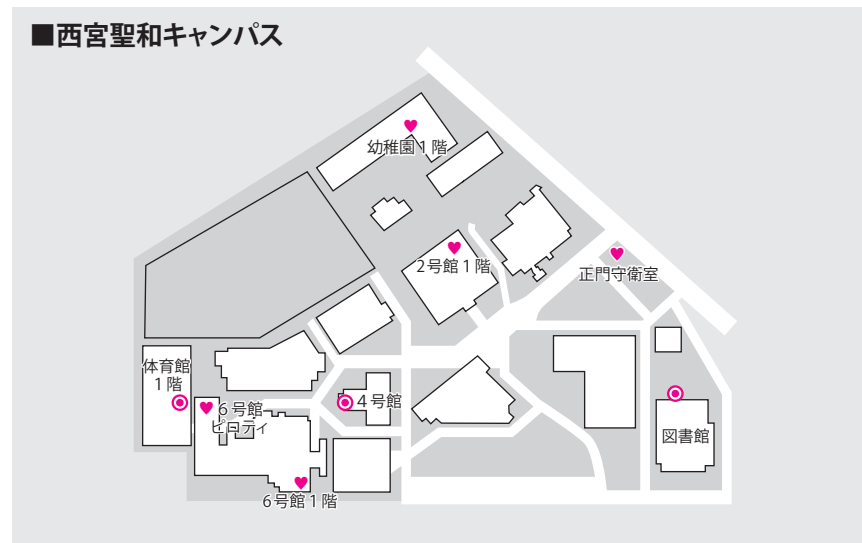 ■西宮聖和キャンパス
幼稚園1階
2号館1階
正門守衛室
体育館
1階
6号館
ピロティ
4号館
図書館
6号館1階